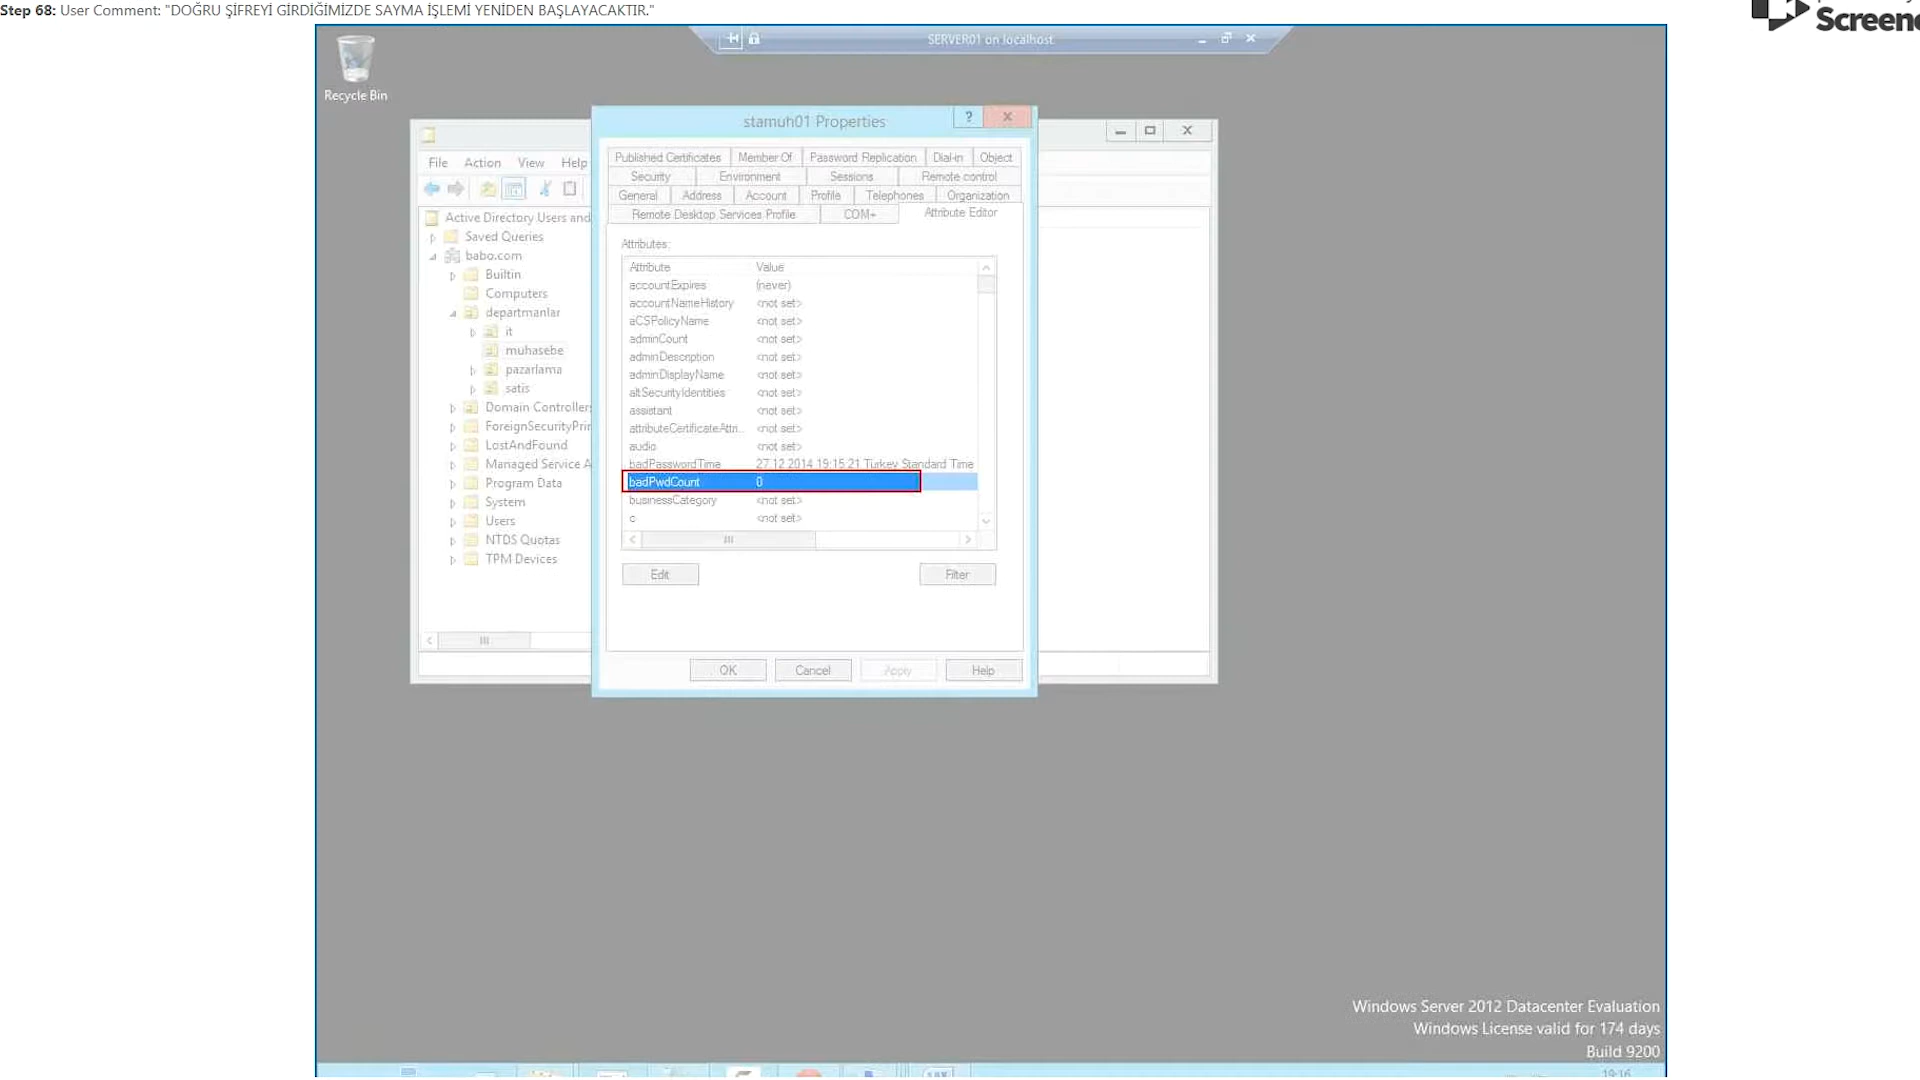 Step 68: User Comment: "DOĞRU ŞİFREYİ GİRDİĞİMİZDE SAYMA İŞLEMİ YENİDEN BAŞLAYACAKTIR."
SERVER01 on localhost
Recycle Bin
stamuh01 Properties
File Action View Help
Active Directory Users and
Saved Queries
babo.com
Builtin
Computers
departmanlar
it
muhasebe
pazarlama
satis
Domain Controllers
ForeignSecurityPri
LostAndFound
Managed Service A
Program Data
System
Users
NTDS Quotas
TPM Devices
Published Certificates Member Of Password Replication Dial-in Object
Security Environment Sessions Remote control
General Address Account Profile Telephones Organization
Remote Desktop Services Profile COM+ Attribute Editor
Attributes:
Attribute Value
accountExpires (never)
accountNameHistory <not set>
aCSPolicyName <not set>
adminCount <not set>
adminDescription <not set>
adminDisplayName <not set>
altSecurityIdentities <not set>
assistant <not set>
attributeCertificateAttri... <not set>
audio <not set>
badPasswordTime 27.12.2014 19:15:21 Turkey Standard Time
badPwdCount 0
businessCategory <not set>
c <not set>
Edit Filter
OK Cancel Apply Help
Windows Server 2012 Datacenter Evaluation
Windows License valid for 174 days
Build 9200
19:16